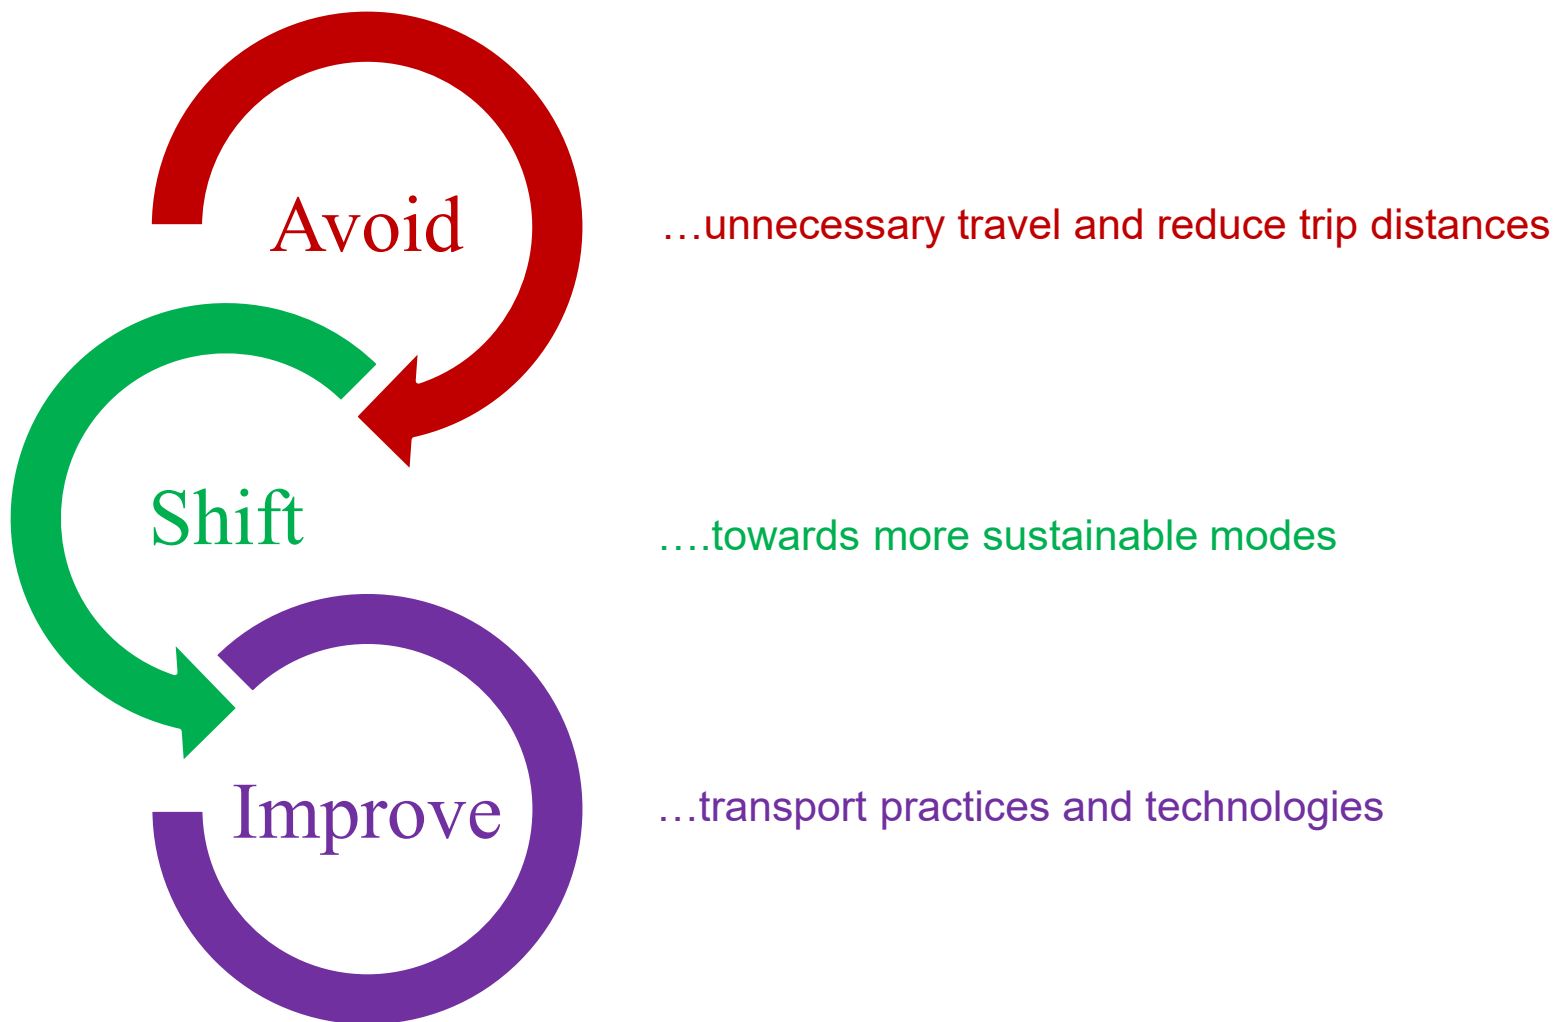 Avoid
…unnecessary travel and reduce trip distances
Shift
….towards more sustainable modes
Improve
…transport practices and technologies